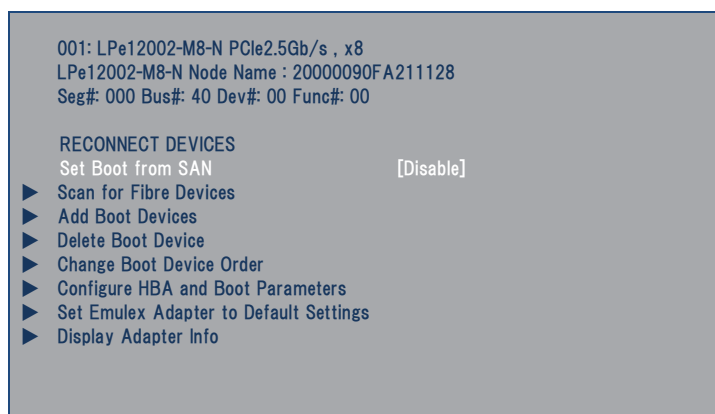 001: LPe12002-M8-N PCIe2.5Gb/s , x8
LPe12002-M8-N Node Name : 20000090FA211128
Seg#: 000 Bus#: 40 Dev#: 00 Func#: 00
RECONNECT DEVICES
Set Boot from SAN [Disable]
Scan for Fibre Devices
Add Boot Devices
Delete Boot Device
Change Boot Device Order
Configure HBA and Boot Parameters
Set Emulex Adapter to Default Settings
Display Adapter Info